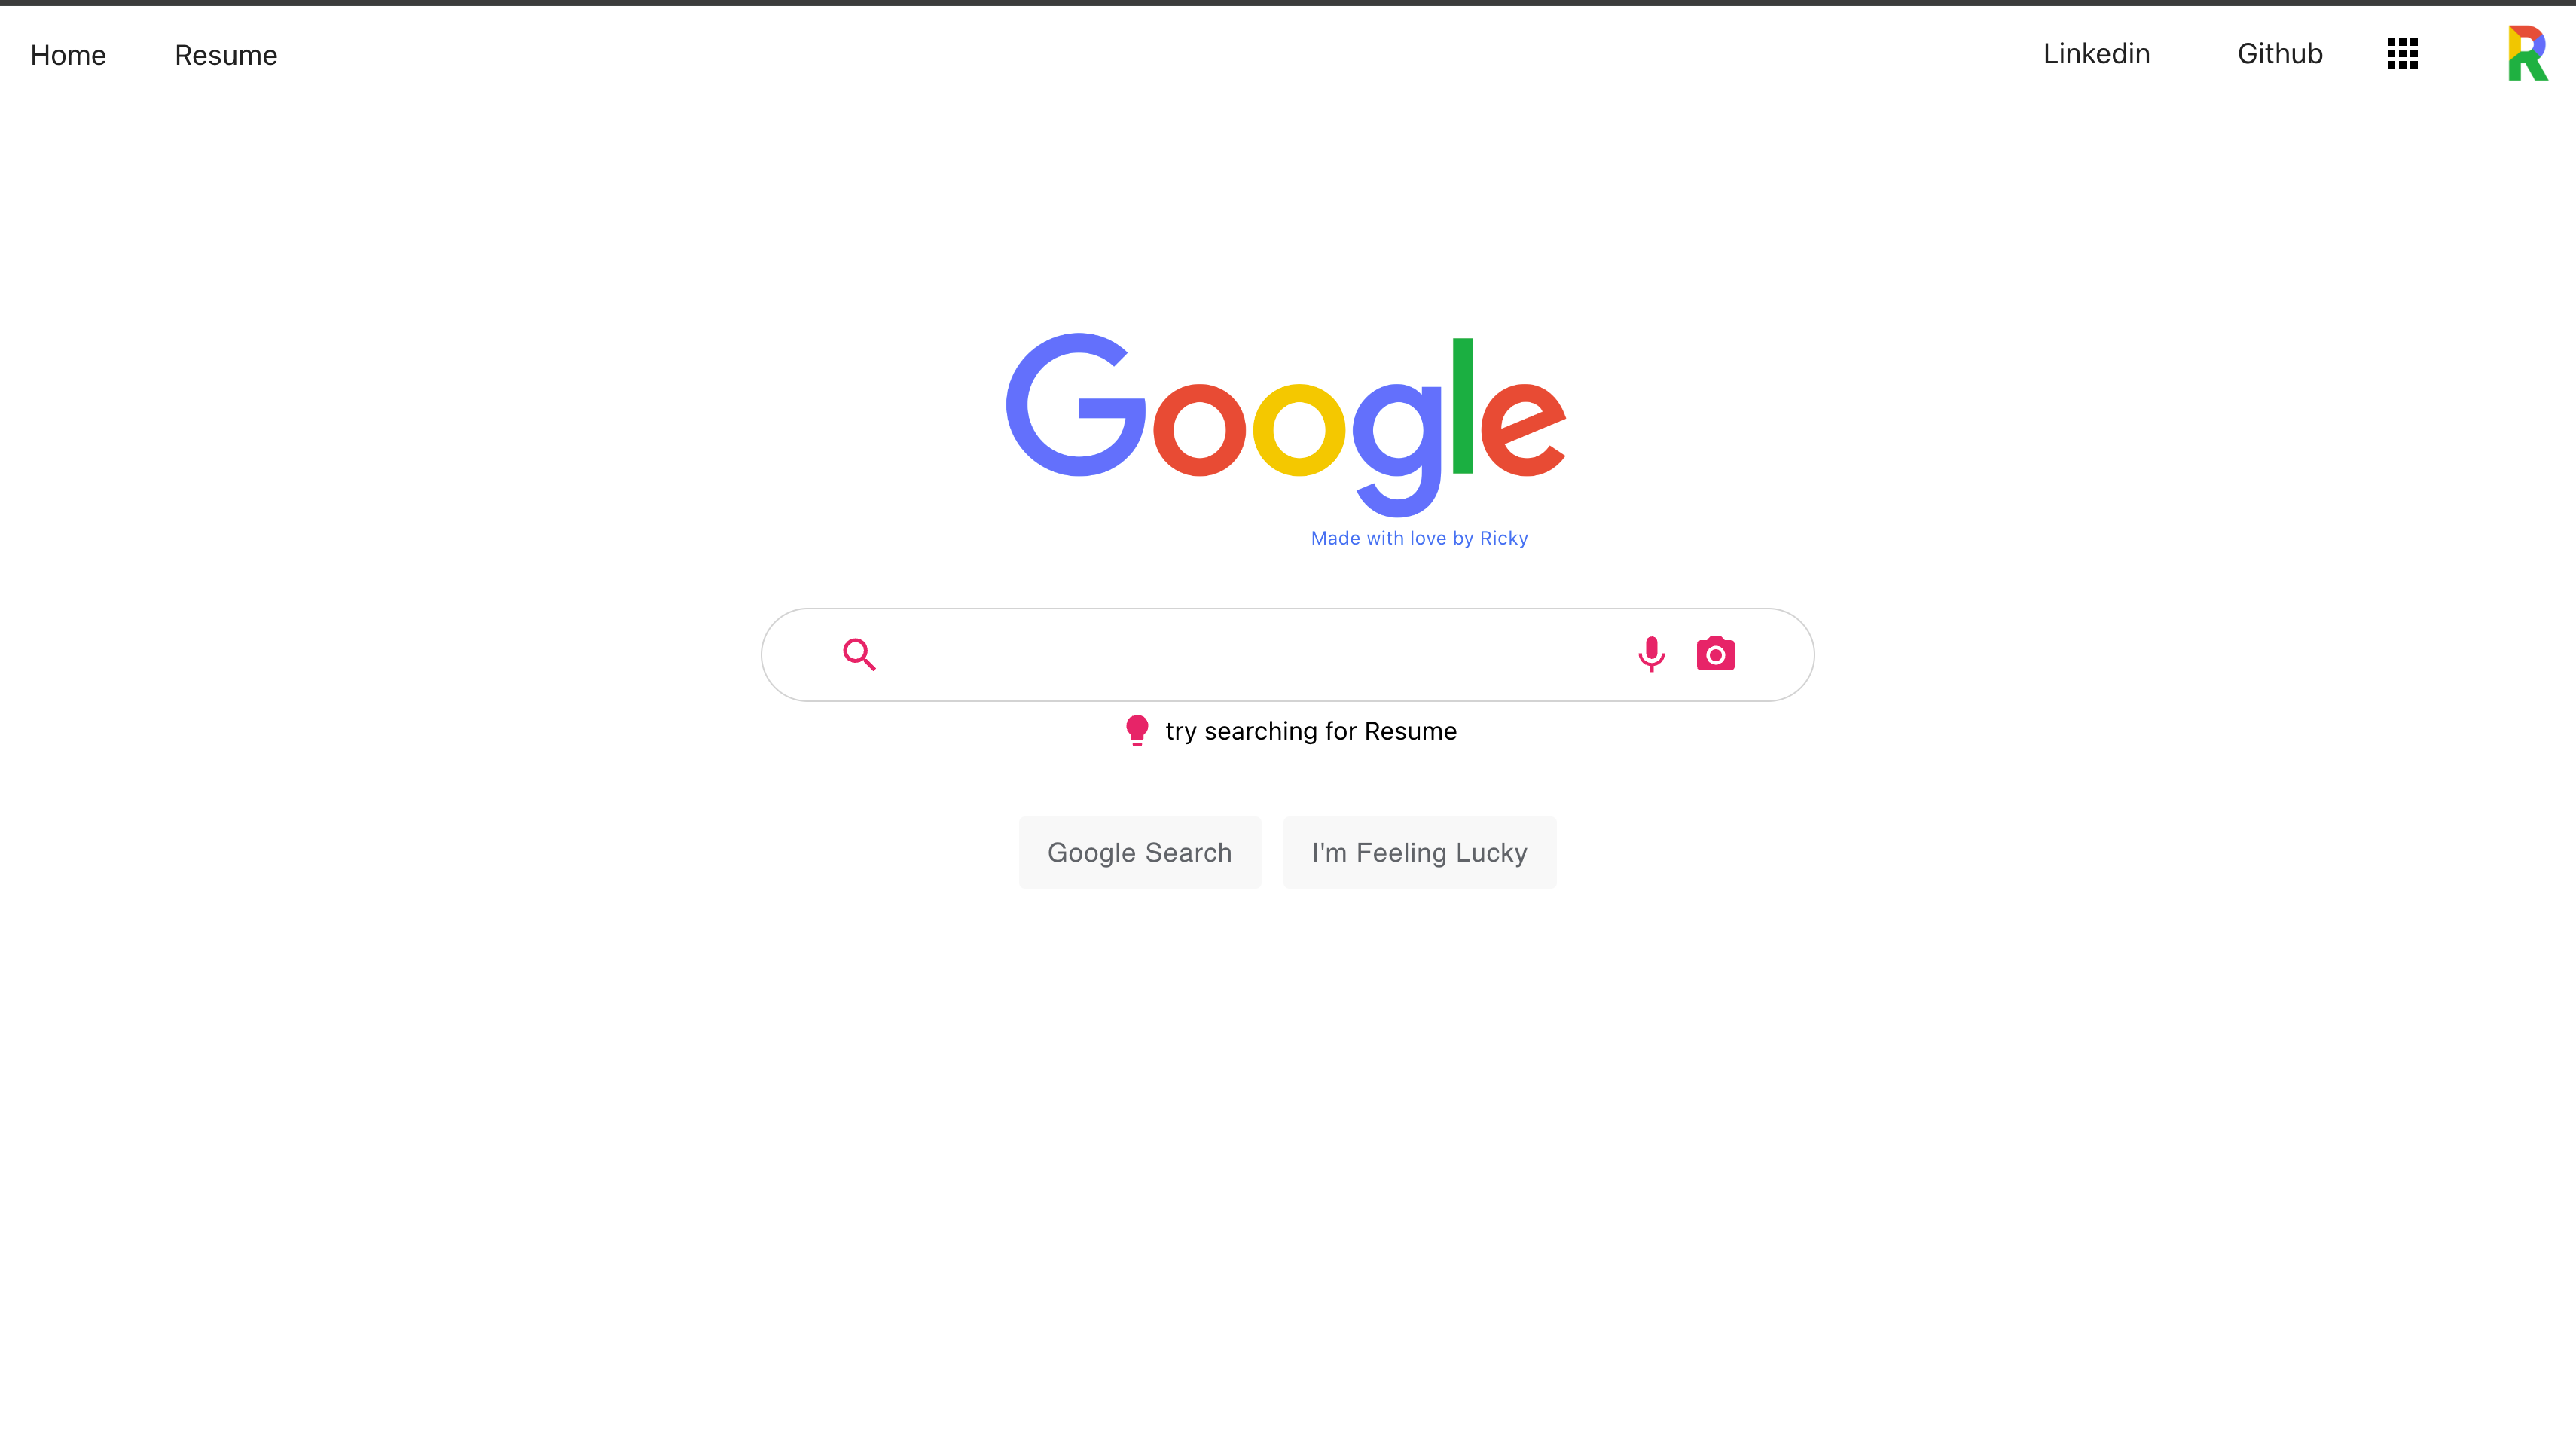 Home Resume Linkedin Github R
Google
Made with love by Ricky
try searching for Resume
Google Search I'm Feeling Lucky